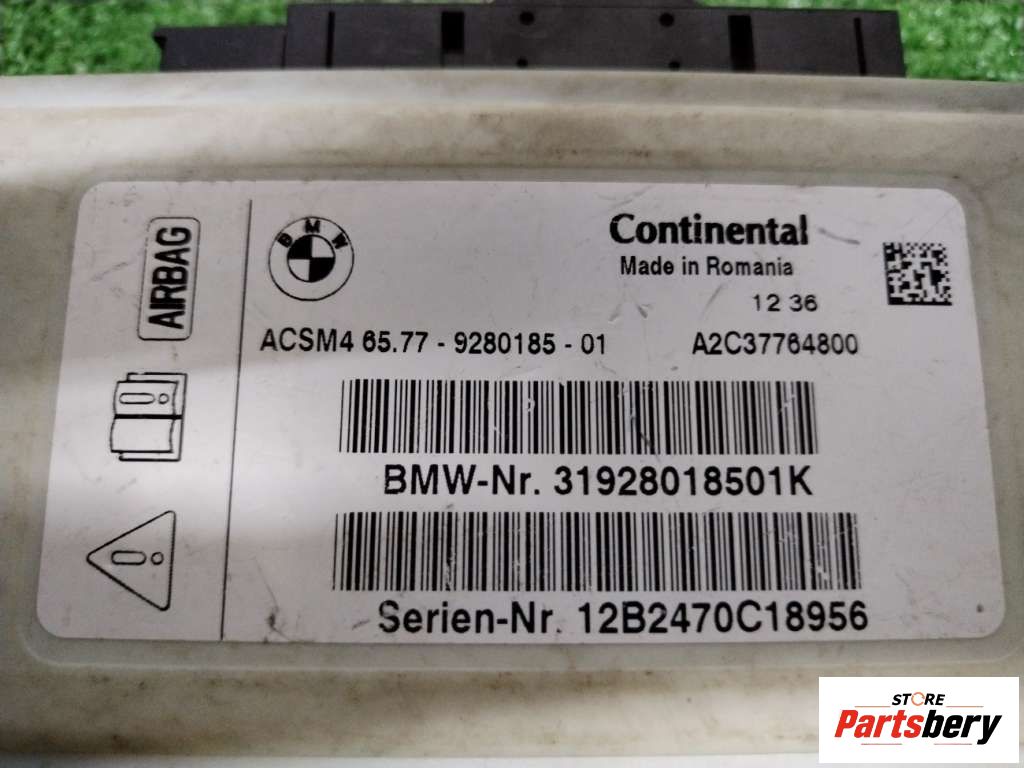 AIRBAG
BMW
Continental
Made in Romania
12 36
ACSM4 65.77 - 9280185 - 01 A2C37764800
BMW-Nr. 31928018501K
Serien-Nr. 12B2470C18956
STORE
Partsbery